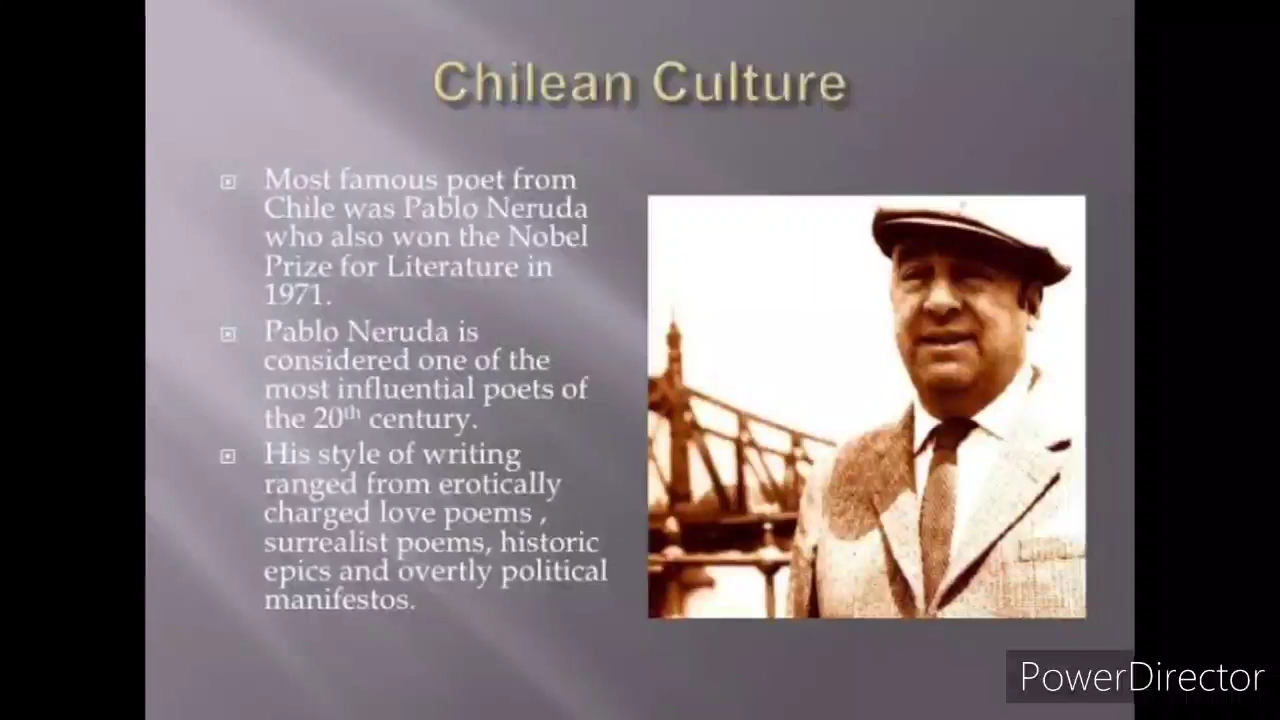 Chilean Culture
Most famous poet from
Chile was Pablo Neruda
who also won the Nobel
Prize for Literature in
1971.
Pablo Neruda is
considered one of the
most influential poets of
the 20th century.
His style of writing
ranged from erotically
charged love poems ,
surrealist poems, historic
epics and overtly political
manifestos.
PowerDirector